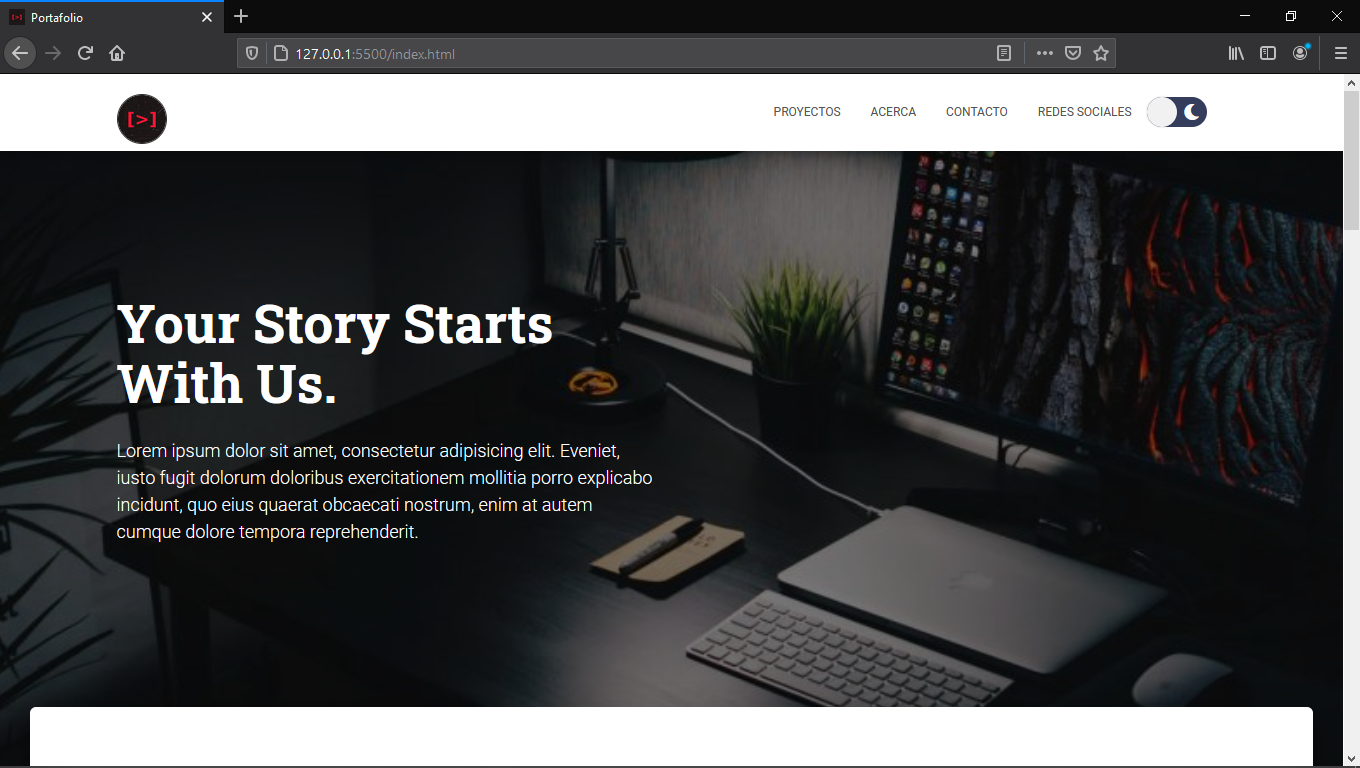 Portafolio
127.0.0.1:5500/index.html
[>]
PROYECTOS ACERCA CONTACTO REDES SOCIALES
Your Story Starts
With Us.
Lorem ipsum dolor sit amet, consectetur adipisicing elit. Eveniet,
iusto fugit dolorum doloribus exercitationem mollitia porro explicabo
incidunt, quo eius quaerat obcaecati nostrum, enim at autem
cumque dolore tempora reprehenderit.